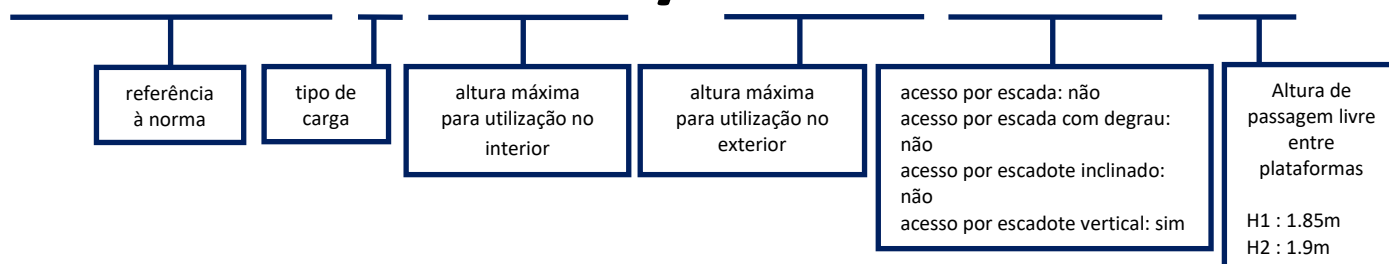 referência
à norma
tipo de
carga
altura máxima
para utilização no
interior
altura máxima
para utilização no
exterior
acesso por escada: não
acesso por escada com degrau:
não
acesso por escadote inclinado:
não
acesso por escadote vertical: sim
Altura de
passagem livre
entre
plataformas
H1 : 1.85m
H2 : 1.9m